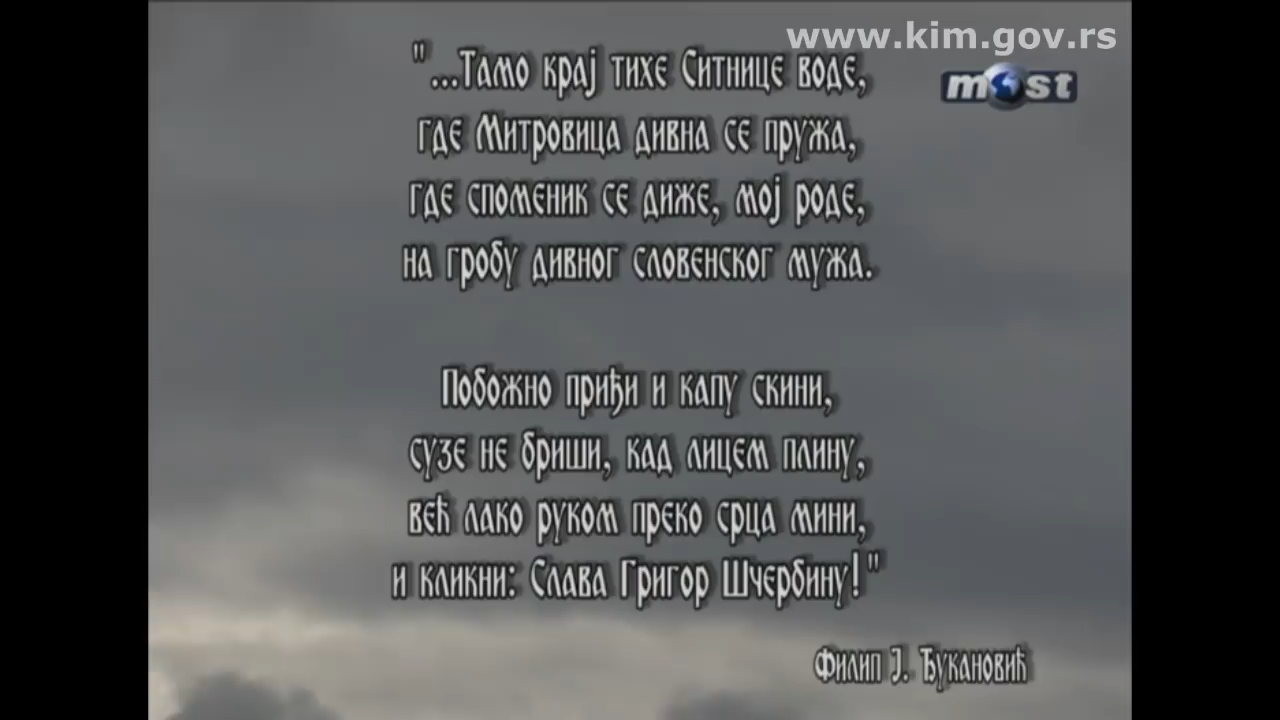 www.kim.gov.rs
most
"...Тамо крај тихе Ситнице воде,
где Митровица дивна се пружа,
где споменик се диже, мој роде,
на гробу дивног словенског мужа.
Побожно приђи и капу скини,
сузе не бриши, кад лицем плину,
већ лако руком преко срца мини,
и кликни: Слава Григор Шчербину!"
Филип Ј. Ђукановић